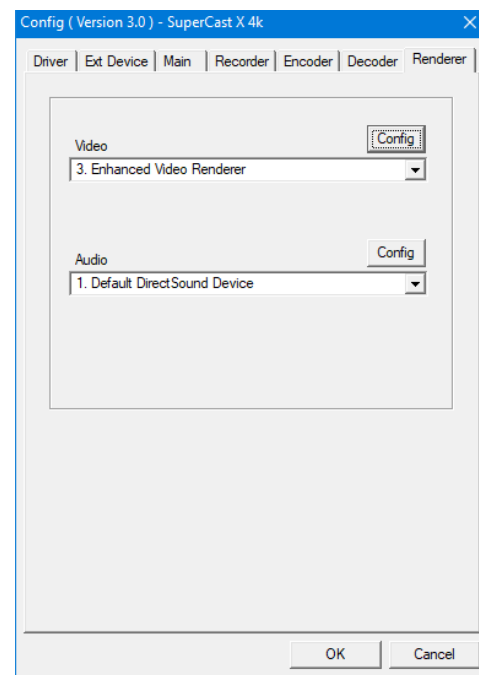 Config ( Version 3.0 ) - SuperCast X 4k
Driver Ext Device Main Recorder Encoder Decoder Renderer
Config
Video
3. Enhanced Video Renderer
Config
Audio
1. Default DirectSound Device
OK Cancel